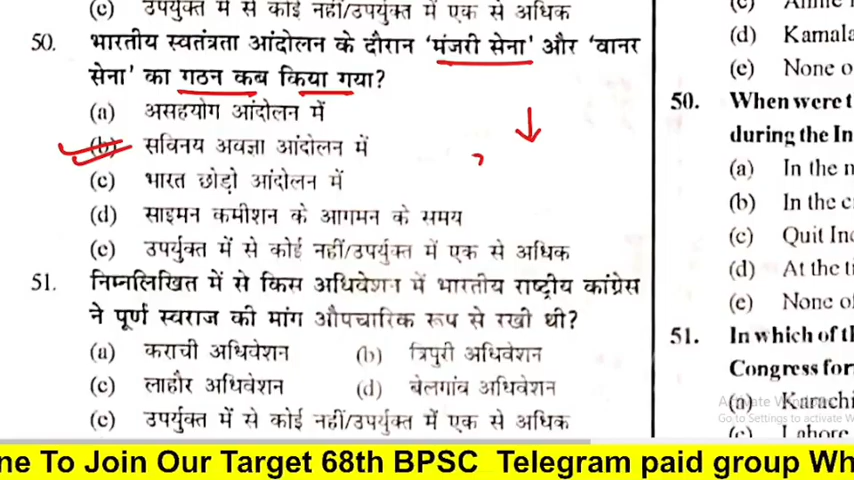 (c) उपर्युक्त में से कोई नहीं/उपर्युक्त में एक से अधिक
50. भारतीय स्वतंत्रता आंदोलन के दौरान 'मंजरी सेना' और 'वानर
सेना' का गठन कब किया गया?
(a) असहयोग आंदोलन में
(b) सविनय अवज्ञा आंदोलन में
(c) भारत छोड़ो आंदोलन में
(d) साइमन कमीशन के आगमन के समय
(e) उपर्युक्त में से कोई नहीं/उपर्युक्त में एक से अधिक
51. निम्नलिखित में से किस अधिवेशन में भारतीय राष्ट्रीय कांग्रेस
ने पूर्ण स्वराज की मांग औपचारिक रूप से रखी थी?
(a) कराची अधिवेशन (b) त्रिपुरी अधिवेशन
(c) लाहौर अधिवेशन (d) बेलगांव अधिवेशन
(e) उपर्युक्त में से कोई नहीं/उपर्युक्त में एक से अधिक
(d) Kamala
(e) None o
50. When were t
during the In
(a) In the n
(b) In the c
(c) Quit Inc
(d) At the t
(e) None of
51. In which of th
Congress for
(a) Karachi
(c) Lahore
Activate Windows
Go to Settings to activate W
ne To Join Our Target 68th BPSC Telegram paid group Wh